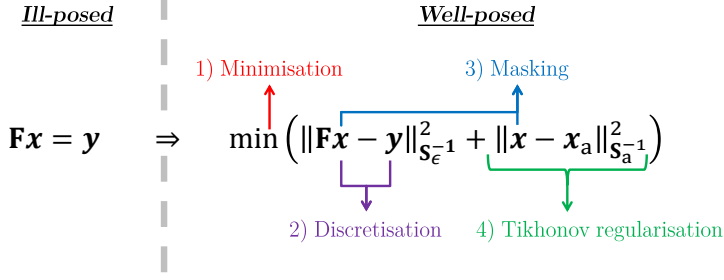 Ill-posed
Well-posed
1) Minimisation
3) Masking
Fx = y ⇒ min(‖Fx − y‖²_{S_ϵ^{−1}} + ‖x − x_a‖²_{S_a^{−1}})
2) Discretisation
4) Tikhonov regularisation